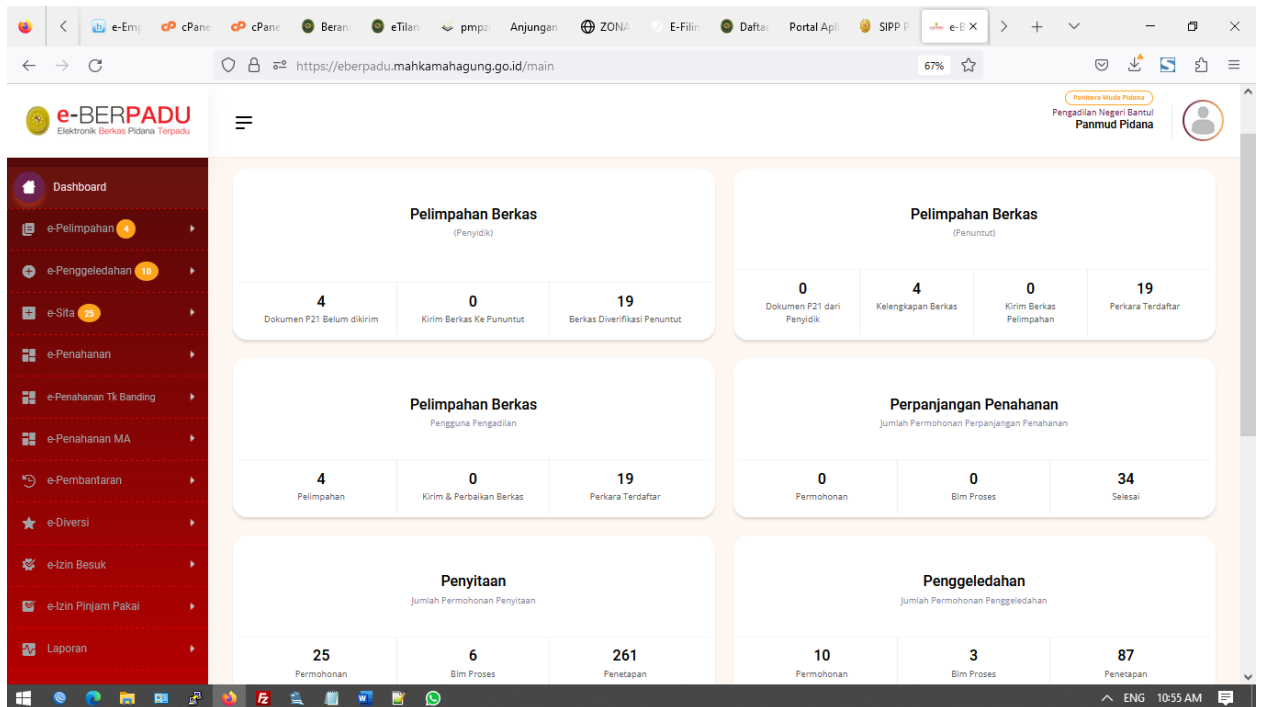 e-Emp
cPane
cPane
Beran
eTilan
pmpzi
Anjungan
ZONA
E-Filin
Daftar
Portal Apli
SIPP P
e-B
67%
https://eberpadu.mahkamahagung.go.id/main
e-BERPADU
Elektronik Berkas Pidana Terpadu
Panitera Muda Pidana
Pengadilan Negeri Bantul
Panmud Pidana
Dashboard
e-Pelimpahan 4
e-Penggeledahan 10
e-Sita 25
e-Penahanan
e-Penahanan Tk Banding
e-Penahanan MA
e-Pembantaran
e-Diversi
e-Izin Besuk
e-Izin Pinjam Pakai
Laporan
Pelimpahan Berkas
(Penyidik)
4
Dokumen P21 Belum dikirim
0
Kirim Berkas Ke Pununtut
19
Berkas Diverifikasi Penuntut
Pelimpahan Berkas
(Penuntut)
0
Dokumen P21 dari
Penyidik
4
Kelengkapan Berkas
0
Kirim Berkas
Pelimpahan
19
Perkara Terdaftar
Pelimpahan Berkas
Pengguna Pengadilan
4
Pelimpahan
0
Kirim & Perbaikan Berkas
19
Perkara Terdaftar
Perpanjangan Penahanan
Jumlah Permohonan Perpanjangan Penahanan
0
Permohonan
0
Blm Proses
34
Selesai
Penyitaan
Jumlah Permohonan Penyitaan
25
Permohonan
6
Blm Proses
261
Penetapan
Penggeledahan
Jumlah Permohonan Penggeledahan
10
Permohonan
3
Blm Proses
87
Penetapan
ENG 10:55 AM